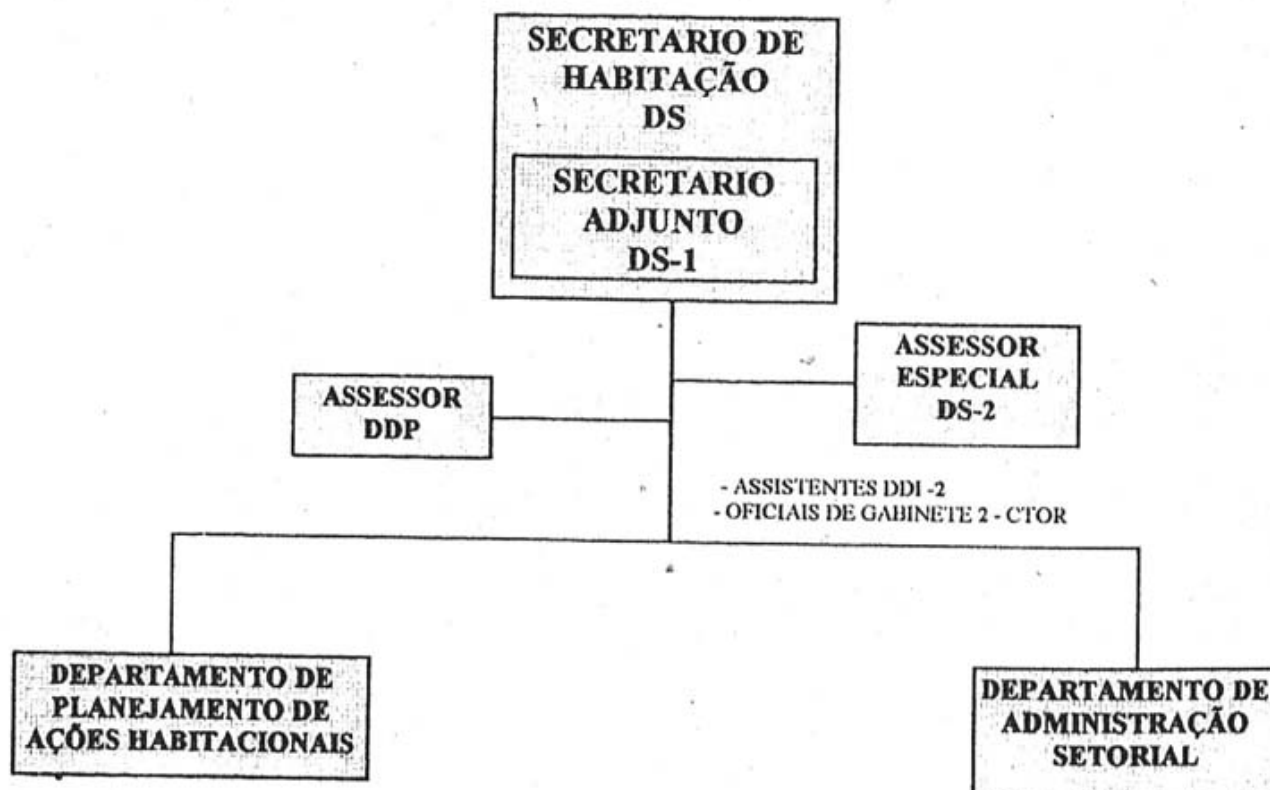 SECRETARIO DE
HABITAÇÃO
DS
SECRETARIO
ADJUNTO
DS-1
ASSESSOR
ESPECIAL
DS-2
ASSESSOR
DDP
- ASSISTENTES DDI -2
- OFICIAIS DE GABINETE 2 - CTOR
DEPARTAMENTO DE
PLANEJAMENTO DE
AÇÕES HABITACIONAIS
DEPARTAMENTO DE
ADMINISTRAÇÃO
SETORIAL